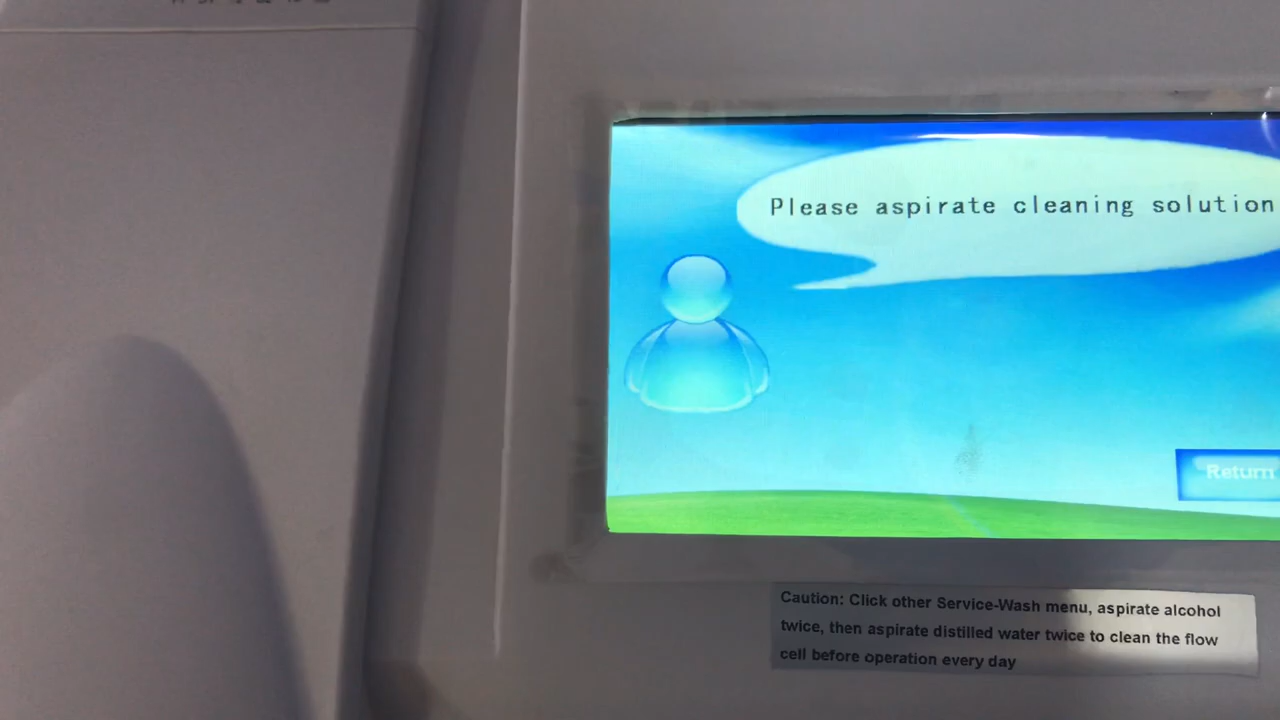 Please aspirate cleaning solution
Return
Caution: Click other Service-Wash menu, aspirate alcohol
twice, then aspirate distilled water twice to clean the flow
cell before operation every day